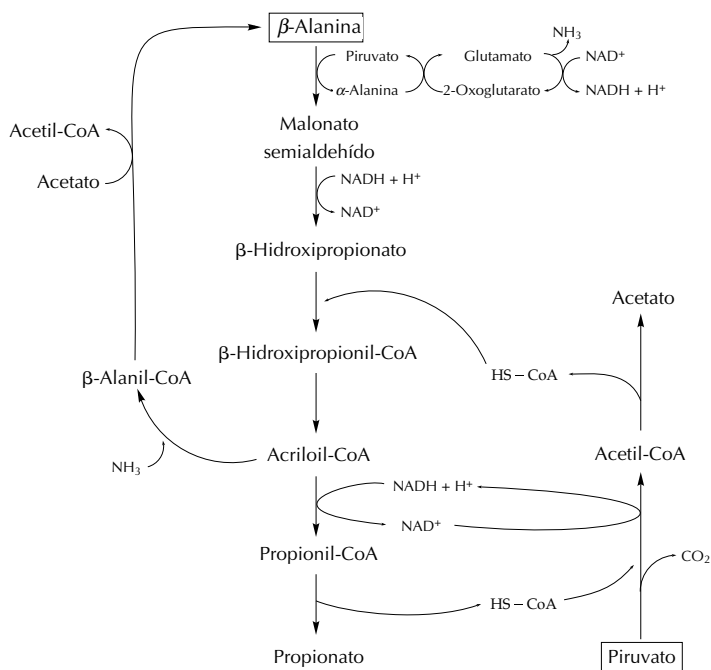 β-Alanina
NH₃
Piruvato
Glutamato
NAD⁺
α-Alanina
2-Oxoglutarato
NADH + H⁺
Acetil-CoA
Malonato
semialdehído
Acetato
NADH + H⁺
NAD⁺
β-Hidroxipropionato
Acetato
β-Hidroxipropionil-CoA
β-Alanil-CoA
HS – CoA
NH₃
Acriloil-CoA
Acetil-CoA
NADH + H⁺
NAD⁺
Propionil-CoA
CO₂
HS – CoA
Propionato
Piruvato